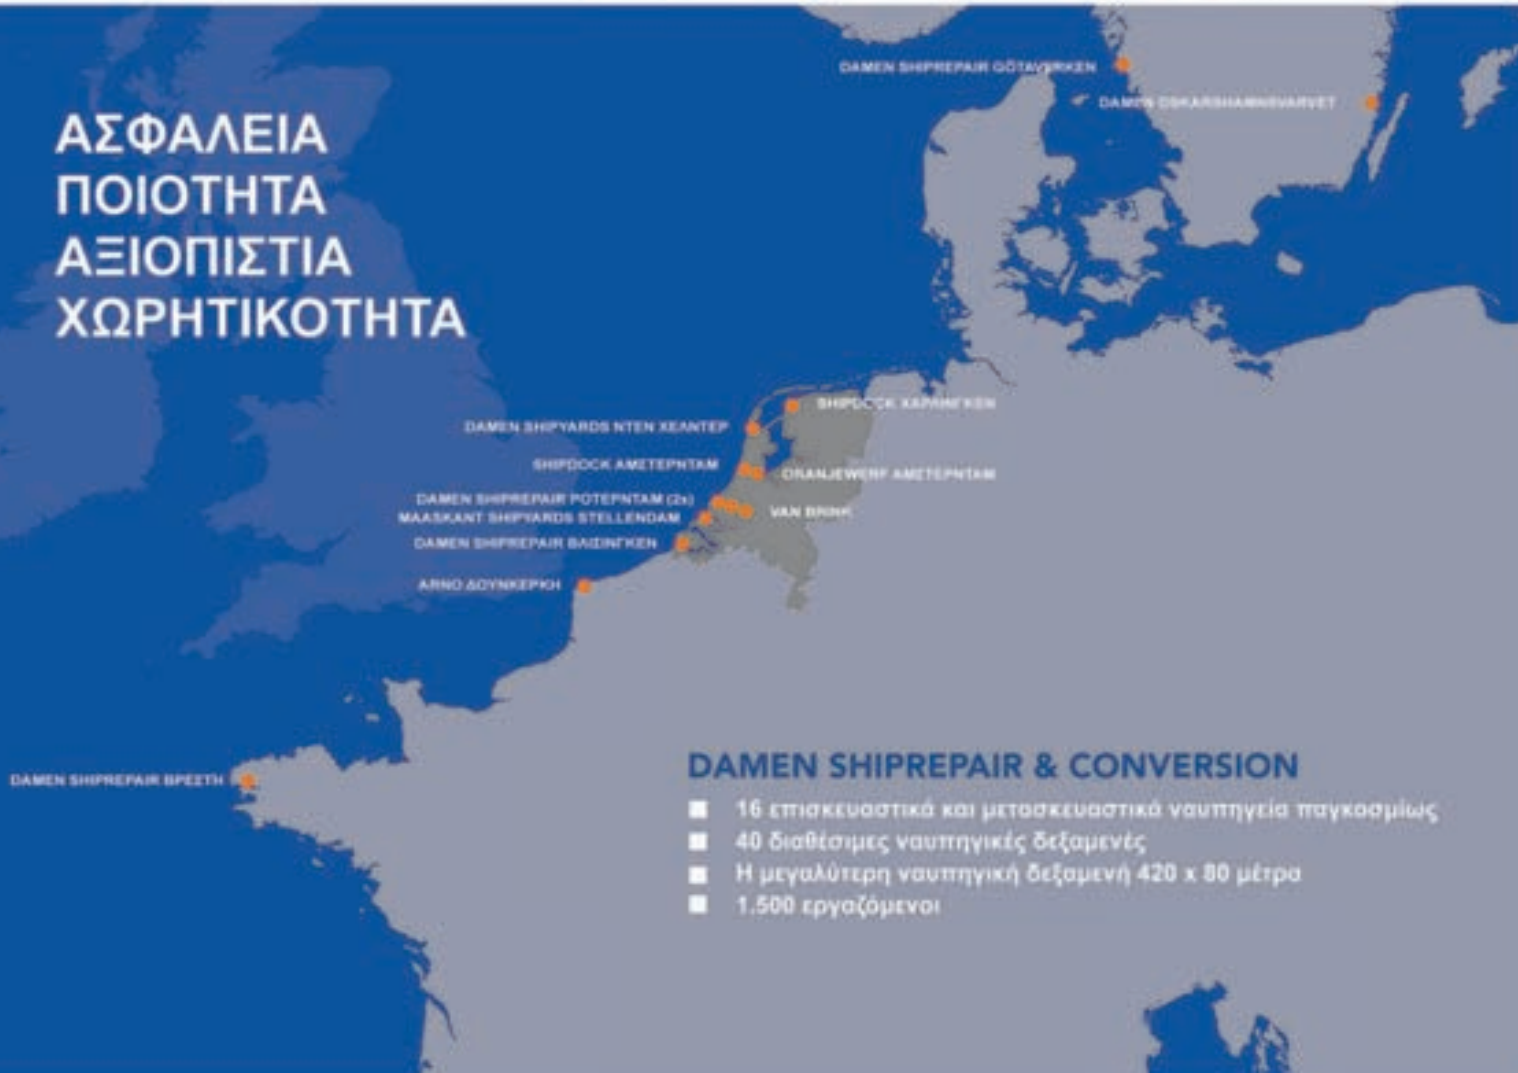 DAMEN SHIPREPAIR GÖTAVERKEN
DAMEN OSKARSHAMNSVARVET
ΑΣΦΑΛΕΙΑ
ΠΟΙΟΤΗΤΑ
ΑΞΙΟΠΙΣΤΙΑ
ΧΩΡΗΤΙΚΟΤΗΤΑ
SHIPDOCK ΧΑΡΛΙΝΓΚΕΝ
DAMEN SHIPYARDS ΝΤΕΝ ΧΕΛΝΤΕΡ
SHIPDOCK ΑΜΣΤΕΡΝΤΑΜ
ORANJEWERF ΑΜΣΤΕΡΝΤΑΜ
DAMEN SHIPREPAIR ΡΟΤΕΡΝΤΑΜ (2x)
VAN BRINK
MAASKANT SHIPYARDS STELLENDAM
DAMEN SHIPREPAIR ΒΛΙΣΙΝΓΚΕΝ
ARNO ΔΟΥΝΚΕΡΚΗ
DAMEN SHIPREPAIR ΒΡΕΣΤΗ
DAMEN SHIPREPAIR & CONVERSION
16 επισκευαστικά και μετασκευαστικά ναυπηγεία παγκοσμίως
40 διαθέσιμες ναυπηγικές δεξαμενές
Η μεγαλύτερη ναυπηγική δεξαμενή 420 x 80 μέτρα
1.500 εργαζόμενοι